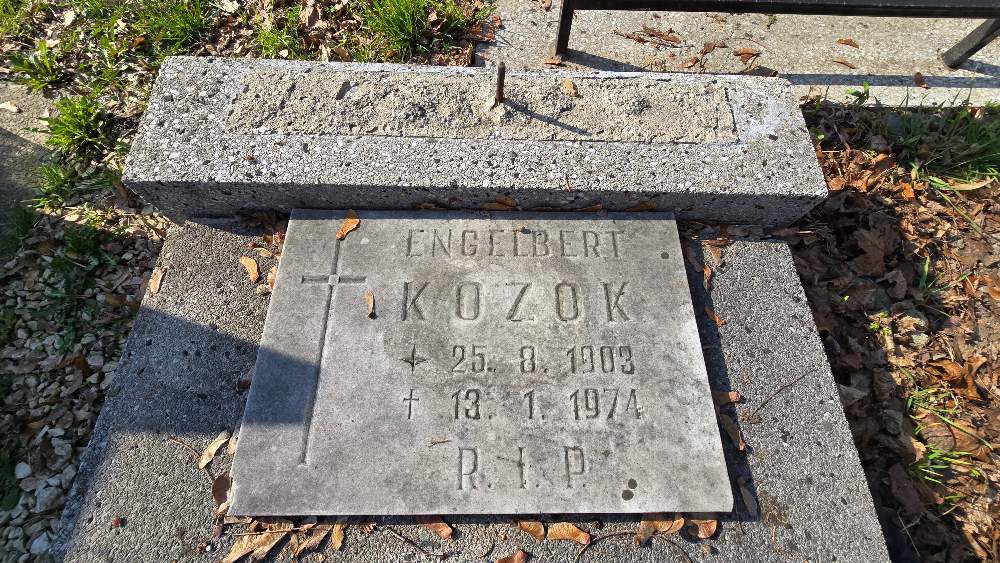 ENGELBERT
KOZOK
✦ 25. 8. 1903
† 13. 1. 1974
R. I. P.